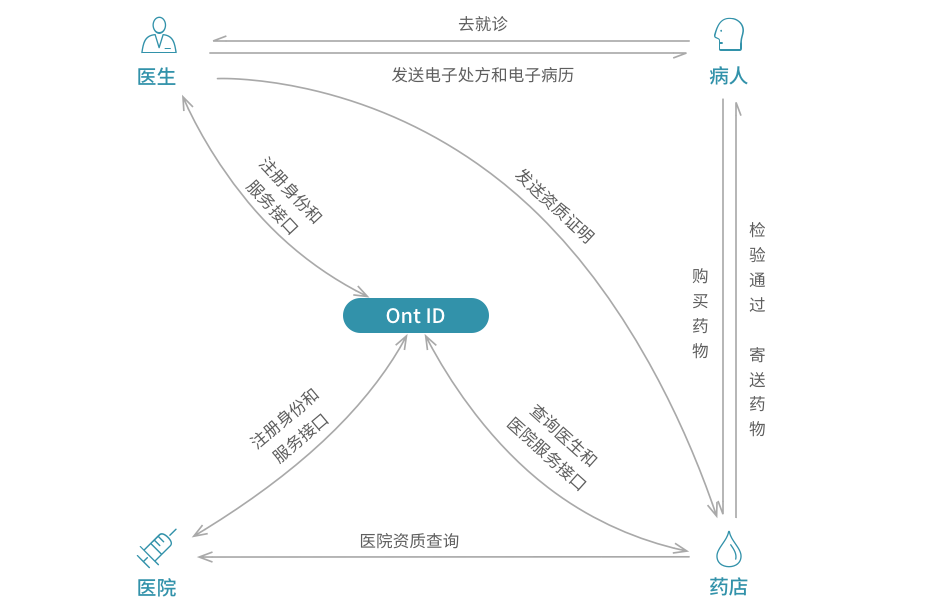 去就诊
医生
病人
发送电子处方和电子病历
注册身份和
服务接口
发送资质证明
购买药物
检验通过 寄送药物
Ont ID
注册身份和
服务接口
查询医生和
医院服务接口
医院资质查询
医院
药店